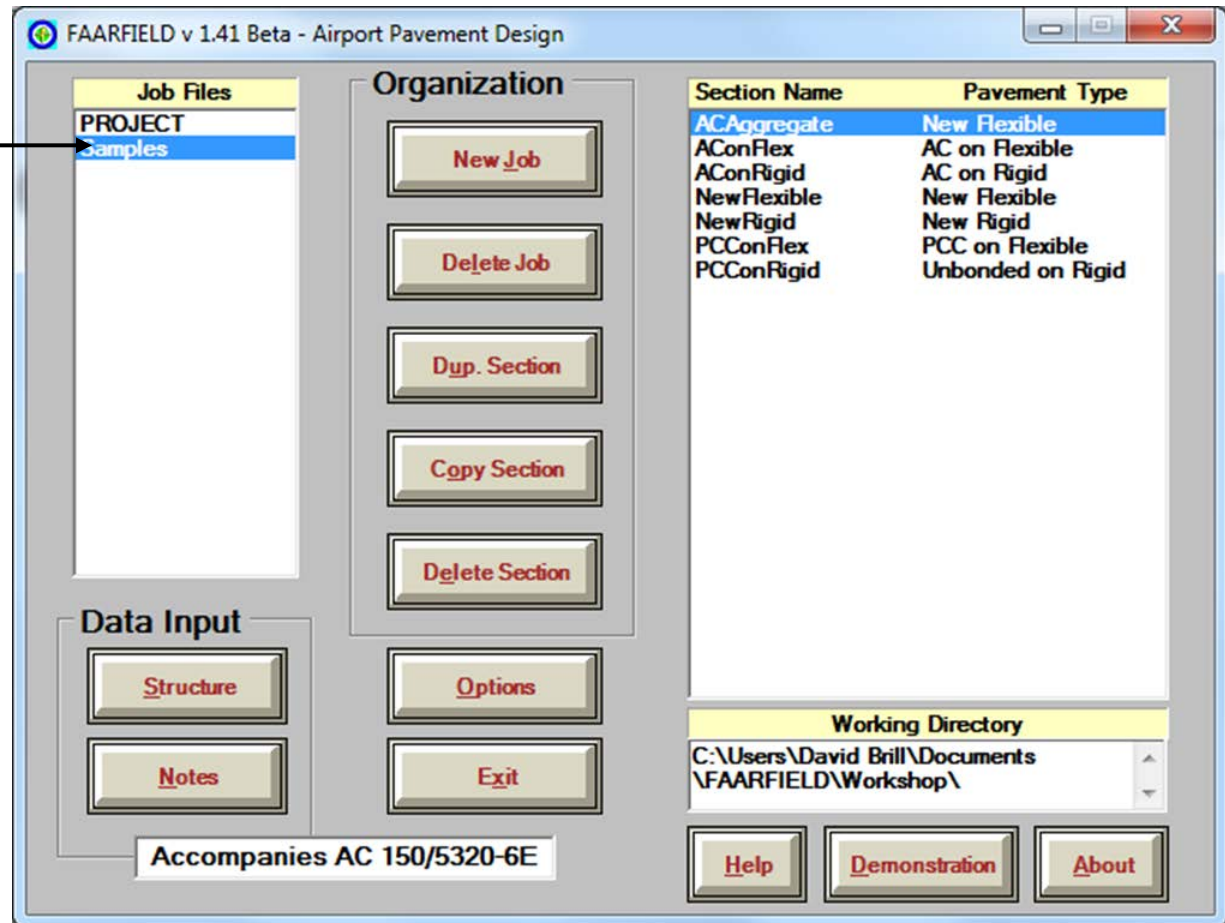 FAARFIELD v 1.41 Beta - Airport Pavement Design
Job Files
PROJECT
Samples
Organization
New Job
Delete Job
Dup. Section
Copy Section
Delete Section
Section Name Pavement Type
ACAggregate New Flexible
AConFlex AC on Flexible
AConRigid AC on Rigid
NewFlexible New Flexible
NewRigid New Rigid
PCConFlex PCC on Flexible
PCConRigid Unbonded on Rigid
Data Input
Structure
Notes
Options
Exit
Working Directory
C:\Users\David Brill\Documents
\FAARFIELD\Workshop\
Accompanies AC 150/5320-6E
Help
Demonstration
About